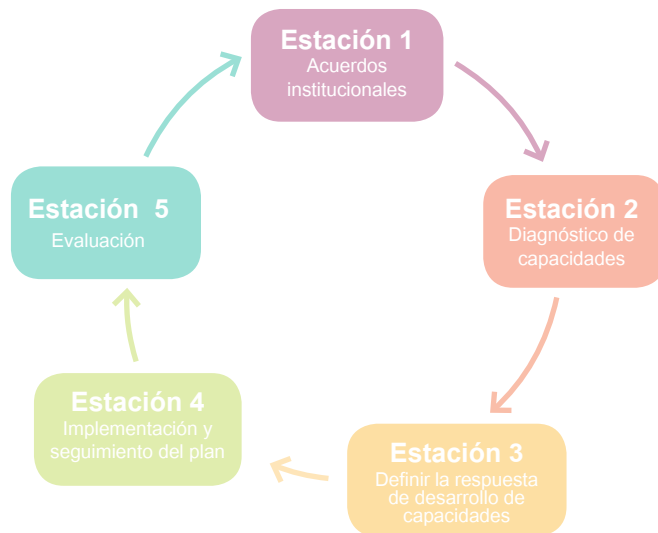 Estación 1
Acuerdos
institucionales
Estación 2
Diagnóstico de
capacidades
Estación 3
Definir la respuesta
de desarrollo de
capacidades
Estación 4
Implementación y
seguimiento del plan
Estación 5
Evaluación